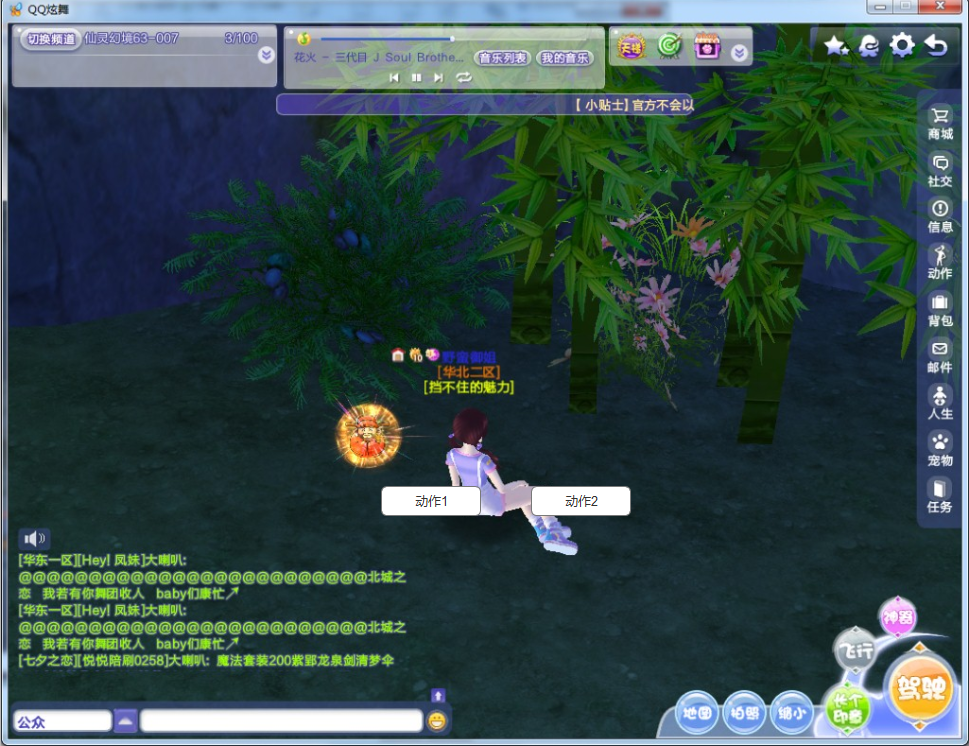 QQ炫舞
切换频道 仙灵幻境63-007 3/100
花火 - 三代目 J Soul Brothe... 音乐列表 我的音乐
【 小贴士】官方不会以
商城
社交
信息
动作
背包
邮件
人生
宠物
任务
野蛮御姐
[华北二区]
[挡不住的魅力]
动作1 动作2
[华东一区][Hey! 凤妹]大喇叭:
@@@@@@@@@@@@@@@@@@@@@@@@@@@北城之
恋 我若有你舞团收人 baby们康忙↗
[华东一区][Hey! 凤妹]大喇叭:
@@@@@@@@@@@@@@@@@@@@@@@@@@@北城之
恋 我若有你舞团收人 baby们康忙↗
[七夕之恋][悦悦陪刷0258]大喇叭: 魔法套装200紫郢龙泉剑清梦伞
神器
飞行
驾驶
地图 拍照 缩小
公众